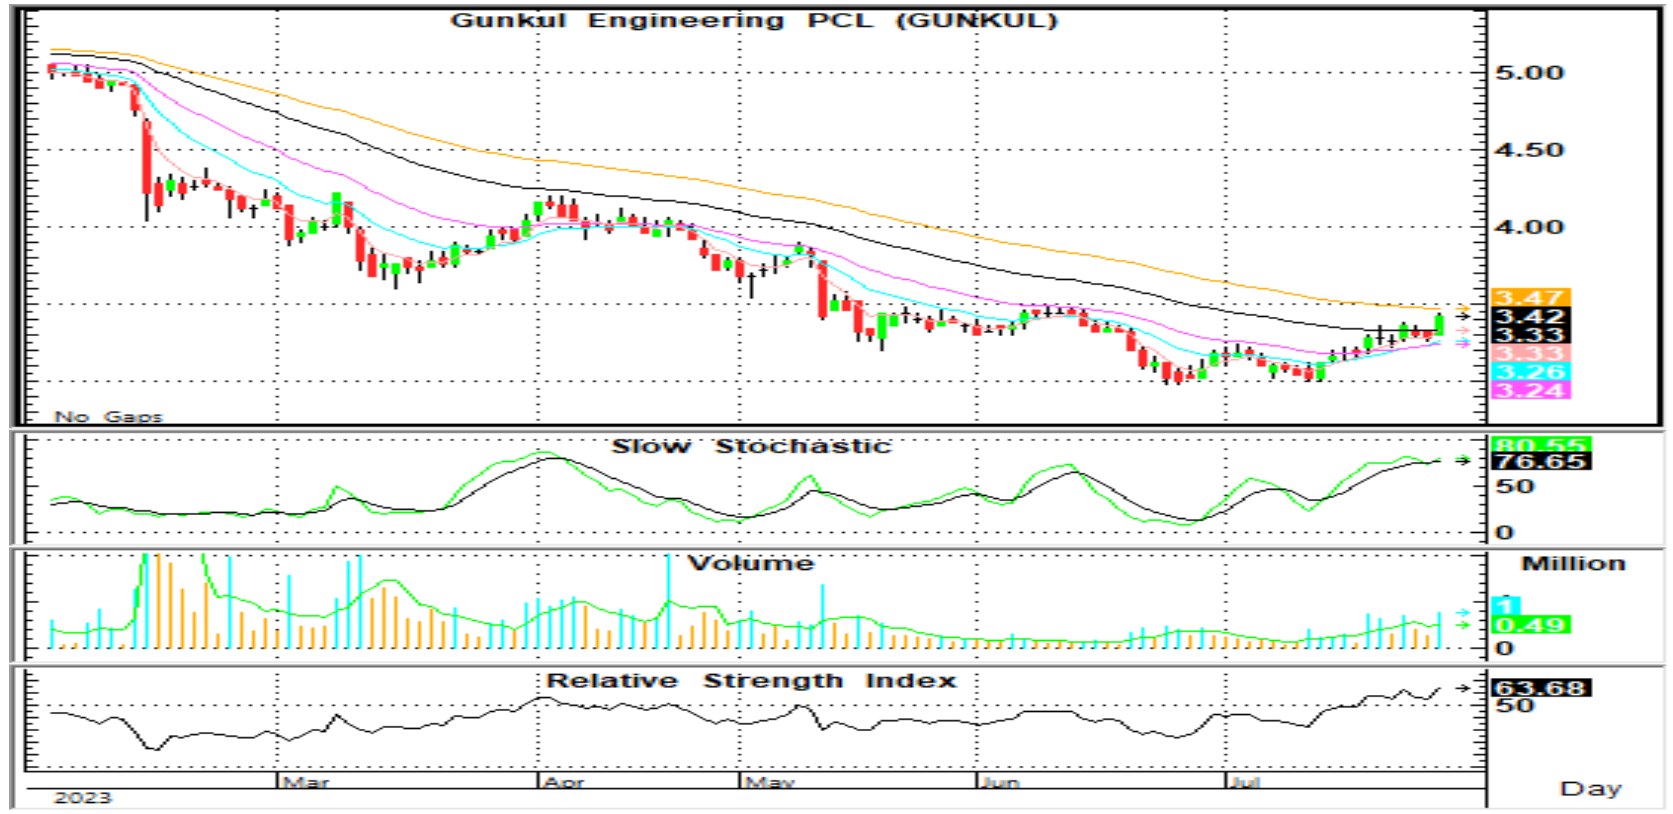 Gunkul Engineering PCL (GUNKUL)
5.00
4.50
4.00
3.47
3.42
3.33
3.33
3.26
3.24
No Gaps
Slow Stochastic
80.55
76.65
50
0
Volume
Million
1
0.49
0
Relative Strength Index
63.68
50
Mar Apr May Jun Jul
2023
Day